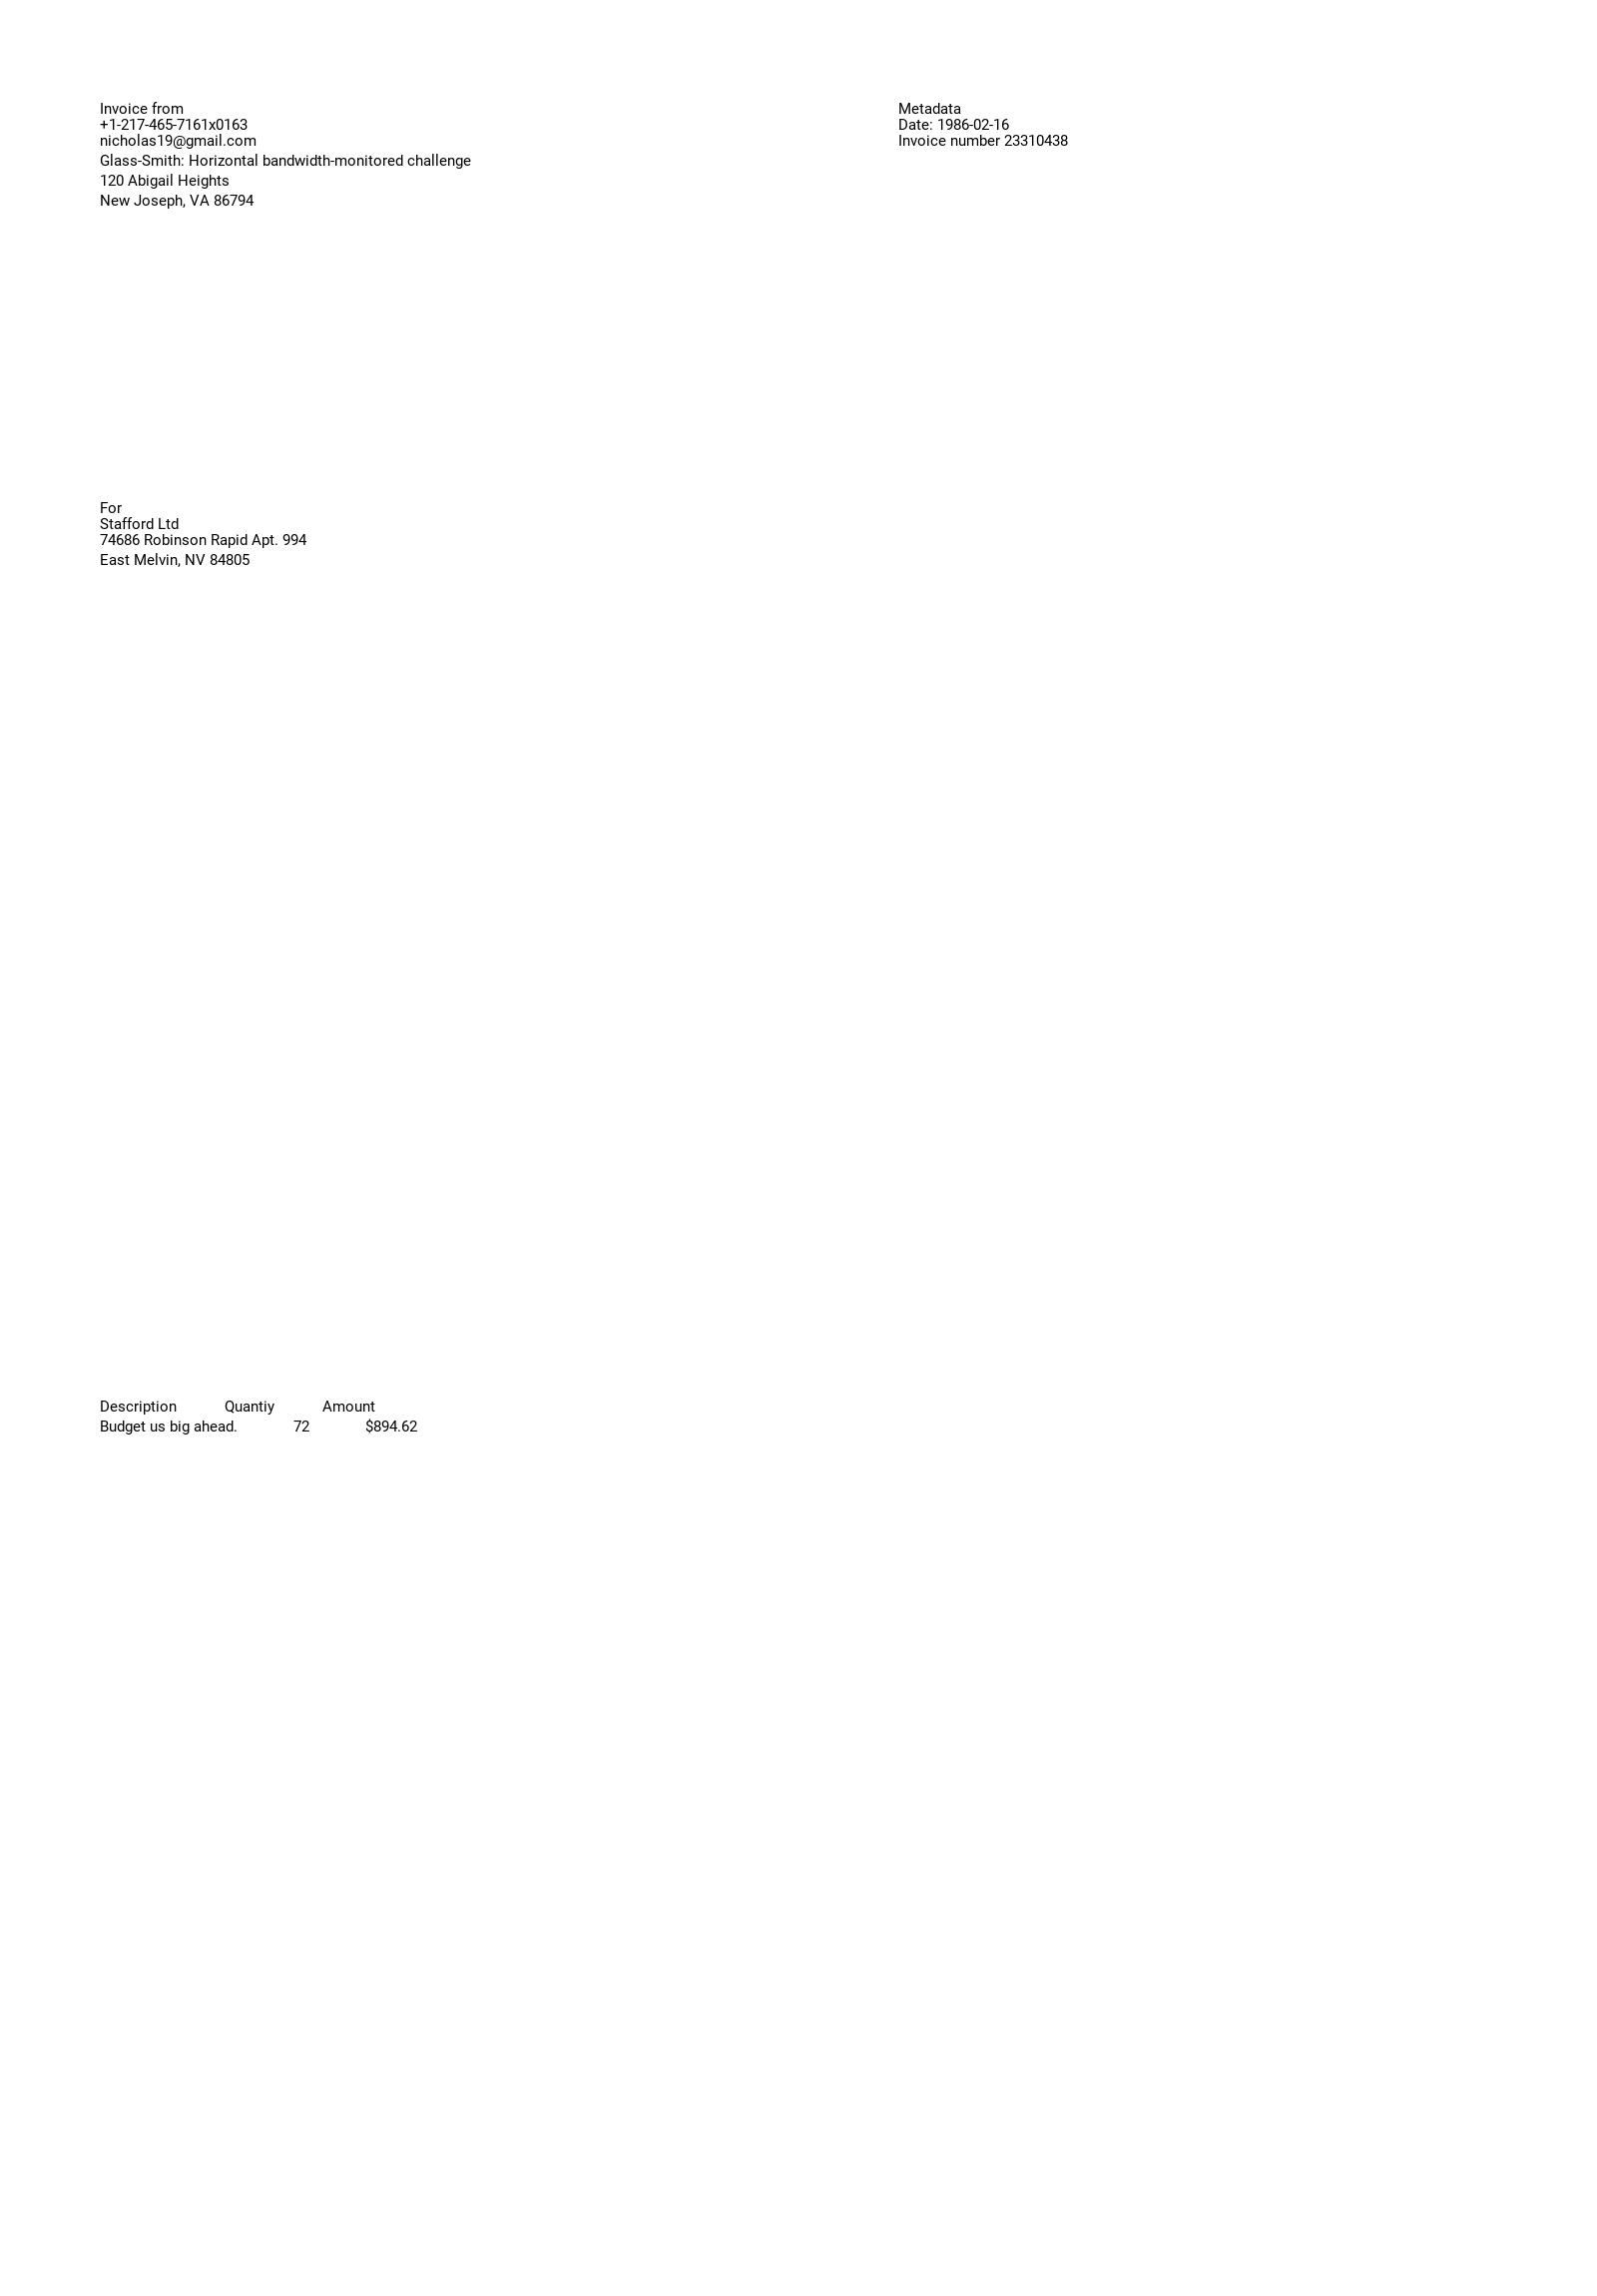 Invoice from
+1-217-465-7161x0163
nicholas19@gmail.com
Glass-Smith: Horizontal bandwidth-monitored challenge
120 Abigail Heights
New Joseph, VA 86794
Metadata
Date: 1986-02-16
Invoice number 23310438
For
Stafford Ltd
74686 Robinson Rapid Apt. 994
East Melvin, NV 84805
Description Quantiy Amount
Budget us big ahead. 72 $894.62